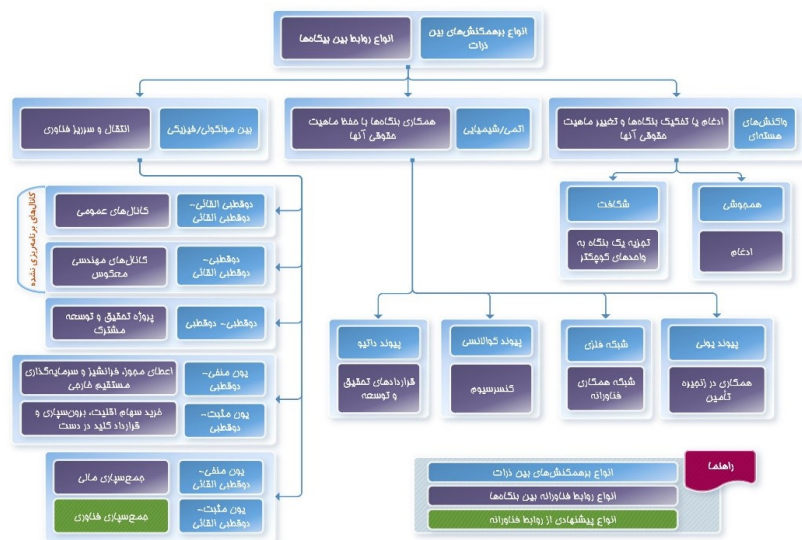 انواع برهمکنش‌های بین
ذرات
انواع روابط بین بنگاه‌ها
واکنش‌های
هسته‌ای
ادغام یا تفکیک بنگاه‌ها و تغییر ماهیت
حقوقی آنها
اتمی/شیمیایی
همکاری بنگاه‌ها با حفظ ماهیت
حقوقی آنها
بین مولکولی/فیزیکی
انتقال و سرریز فناوری
همجوشی
ادغام
شکافت
تجزیه یک بنگاه به
واحدهای کوچکتر
پیوند یونی
همکاری در زنجیره
تأمین
شبکه فلزی
شبکه همکاری
فناورانه
پیوند کووالانسی
کنسرسیوم
پیوند داتیو
قراردادهای تحقیق
و توسعه
کانال‌های برنامه‌ریزی نشده
دوقطبی القائی-
دوقطبی القائی
کانال‌های عمومی
دوقطبی-
دوقطبی القائی
کانال‌های مهندسی
معکوس
دوقطبی- دوقطبی
پروژه تحقیق و توسعه
مشترک
یون منفی-
دوقطبی
اعطای مجوز، فرانشیز و سرمایه‌گذاری
مستقیم خارجی
یون مثبت-
دوقطبی
خرید سهام اقلیت، برون‌سپاری و
قرارداد کلید در دست
یون منفی-
دوقطبی القائی
جمع‌سپاری مالی
یون مثبت-
دوقطبی القائی
جمع‌سپاری فناوری
راهنما
انواع برهمکنش‌های بین ذرات
انواع روابط فناورانه بین بنگاه‌ها
انواع پیشنهادی از روابط فناورانه